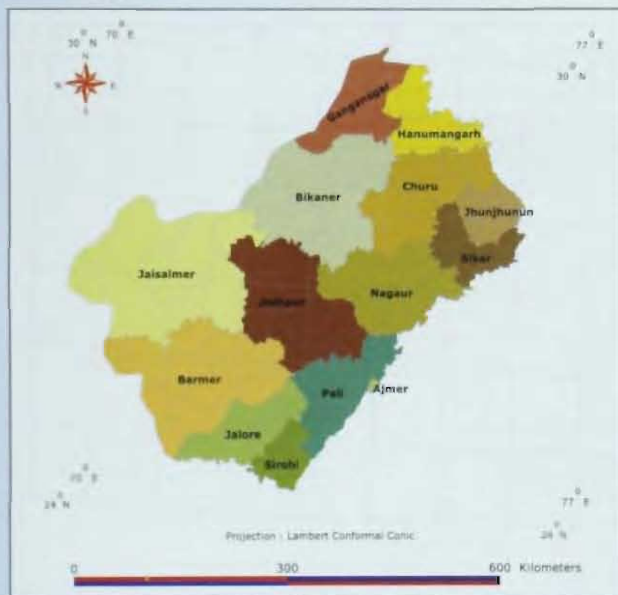 30 N 70 E
77 E
30 N
N
W E
S
Ganganagar
Hanumangarh
Churu
Bikaner
Jhunjhunun
Sikar
Jaisalmer
Nagaur
Jodhpur
Barmer
Pali
Ajmer
Jalore
Sirohi
70 E
24 N
77 E
24 N
Projection : Lambert Conformal Conic
0 300 600 Kilometers